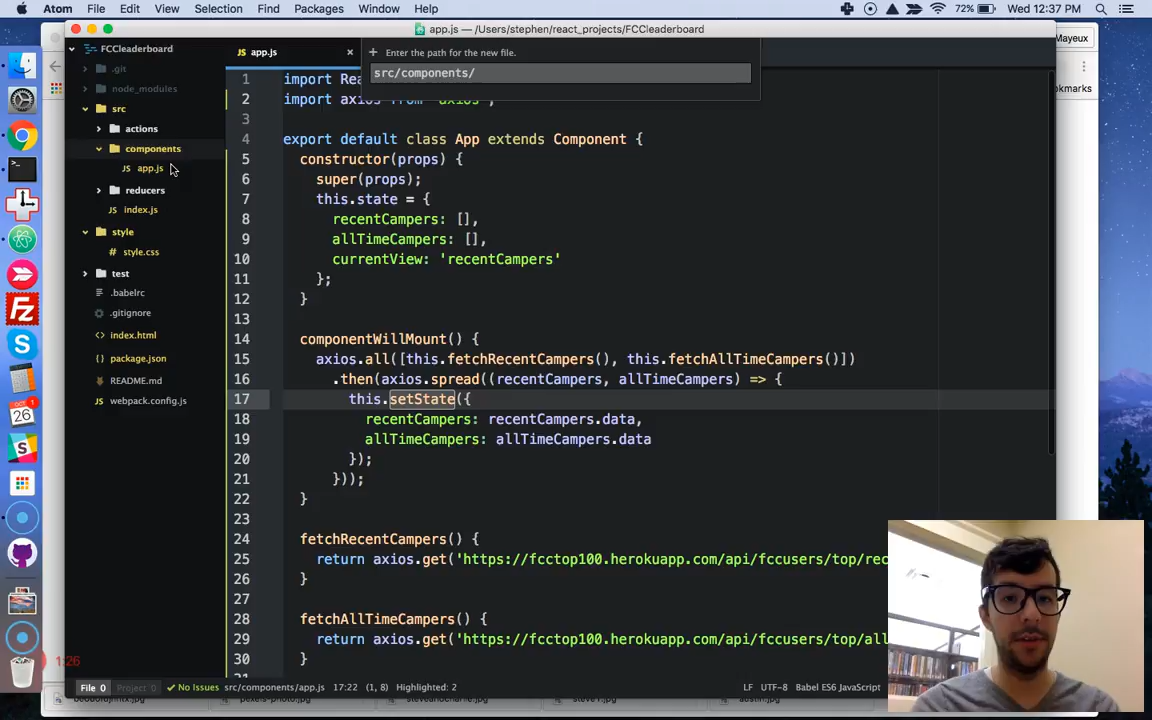 Atom File Edit View Selection Find Packages Window Help 72% Wed 12:37 PM
app.js — /Users/stephen/react_projects/FCCleaderboard
Mayeux
FCCleaderboard
app.js
Enter the path for the new file.
src/components/
.git
node_modules
src
actions
components
app.js
reducers
index.js
style
style.css
test
.babelrc
.gitignore
index.html
package.json
README.md
webpack.config.js
1 import Rea
2 import axios from 'axios';
3
4 export default class App extends Component {
5 constructor(props) {
6 super(props);
7 this.state = {
8 recentCampers: [],
9 allTimeCampers: [],
10 currentView: 'recentCampers'
11 };
12 }
13
14 componentWillMount() {
15 axios.all([this.fetchRecentCampers(), this.fetchAllTimeCampers()])
16 .then(axios.spread((recentCampers, allTimeCampers) => {
17 this.setState({
18 recentCampers: recentCampers.data,
19 allTimeCampers: allTimeCampers.data
20 });
21 }));
22 }
23
24 fetchRecentCampers() {
25 return axios.get('https://fcctop100.herokuapp.com/api/fccusers/top/rec
26 }
27
28 fetchAllTimeCampers() {
29 return axios.get('https://fcctop100.herokuapp.com/api/fccusers/top/all
30 }
File 0 Project 0 No Issues src/components/app.js 17:22 (1, 8) Highlighted: 2 LF UTF-8 Babel ES6 JavaScript
okmarks
OCT
26
1
1:26